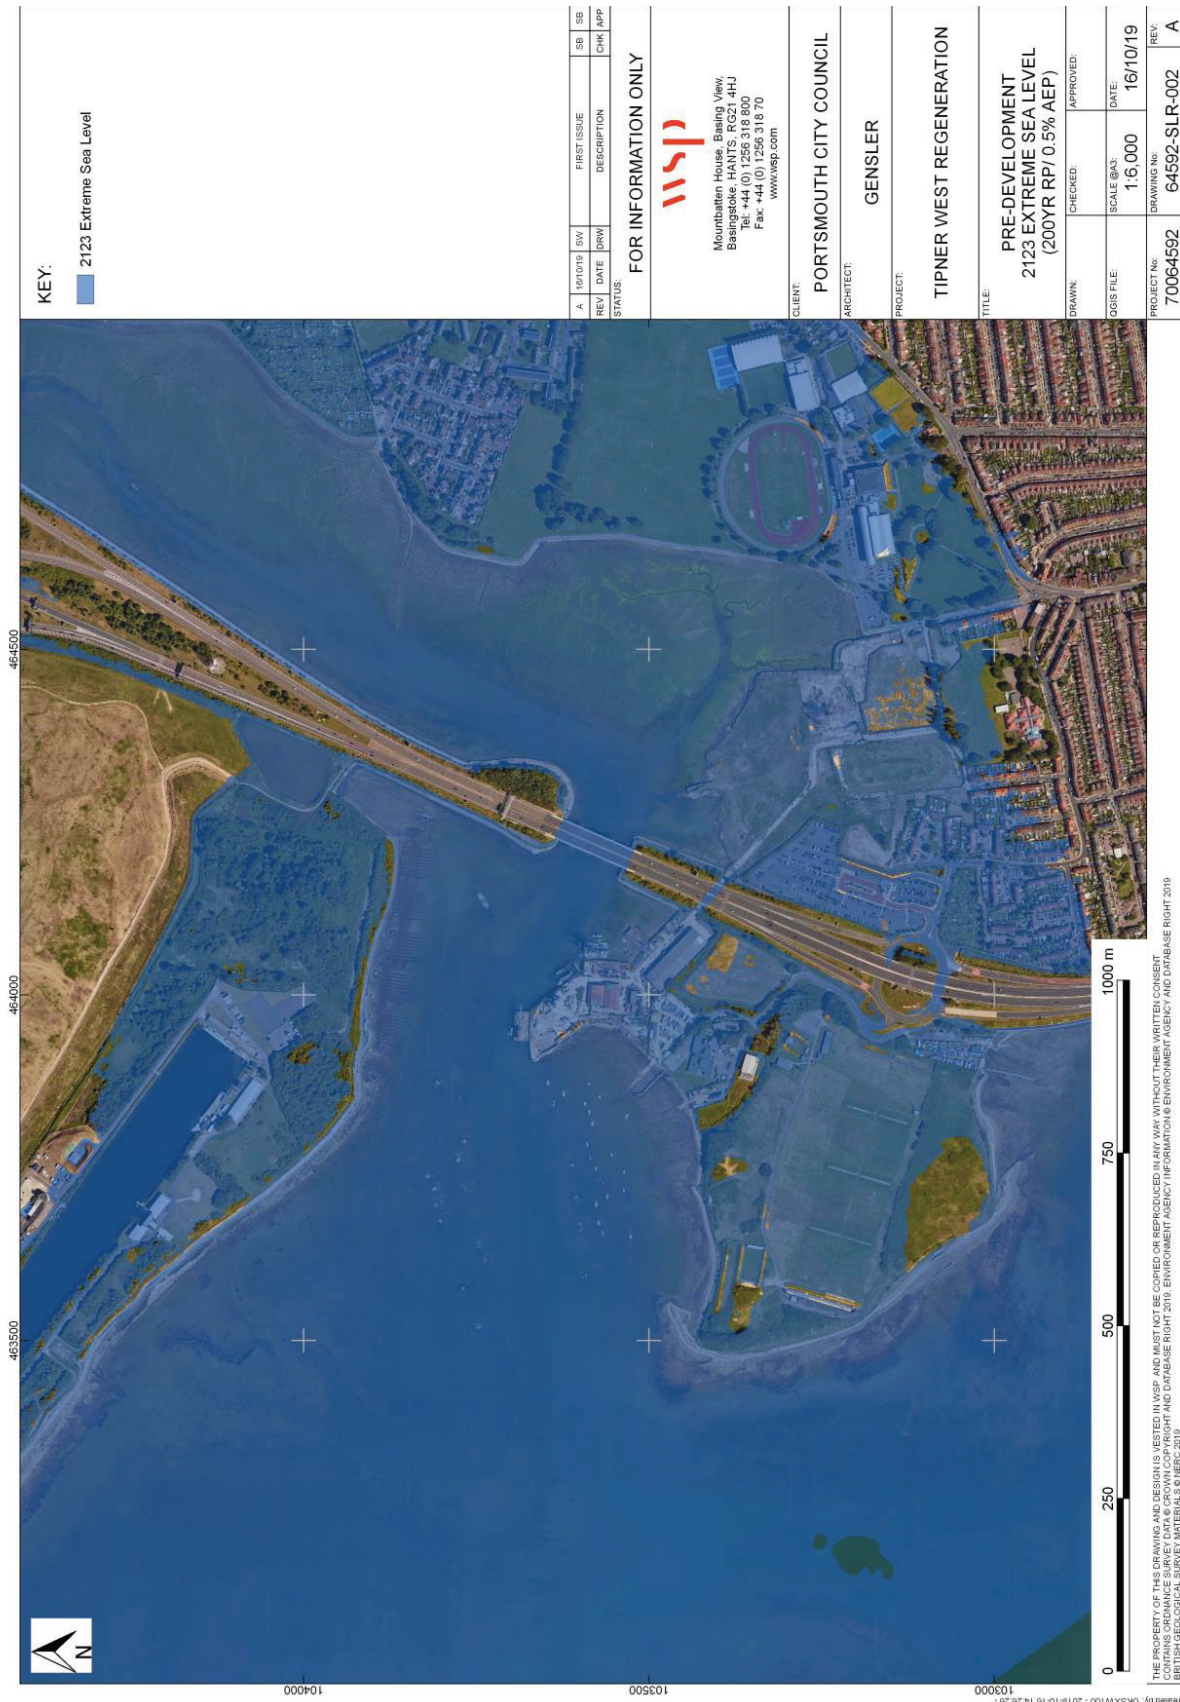 KEY:
2123 Extreme Sea Level
A 16/10/19 SW FIRST ISSUE SB SB
REV DATE DRW DESCRIPTION CHK APP
STATUS:
FOR INFORMATION ONLY
wsp
Mountbatten House, Basing View,
Basingstoke, HANTS, RG21 4HJ
Tel: +44 (0) 1256 318 800
Fax: +44 (0) 1256 318 70
www.wsp.com
CLIENT:
PORTSMOUTH CITY COUNCIL
ARCHITECT:
GENSLER
PROJECT:
TIPNER WEST REGENERATION
TITLE:
PRE-DEVELOPMENT
2123 EXTREME SEA LEVEL
(200YR RP/ 0.5% AEP)
DRAWN: CHECKED: APPROVED:
QGIS FILE: SCALE @A3: DATE:
1:6,000 16/10/19
PROJECT No: DRAWING No: REV:
70064592 64592-SLR-002 A
463500 464000 464500
104000
103500
103000
N
0 250 500 750 1000 m
THE PROPERTY OF THIS DRAWING AND DESIGN IS VESTED IN WSP AND MUST NOT BE COPIED OR REPRODUCED IN ANY WAY WITHOUT THEIR WRITTEN CONSENT
CONTAINS ORDNANCE SURVEY DATA © CROWN COPYRIGHT AND DATABASE RIGHT 2019, ENVIRONMENT AGENCY INFORMATION © ENVIRONMENT AGENCY AND DATABASE RIGHT 2019
BRITISH GEOLOGICAL SURVEY MATERIALS © NERC 2019